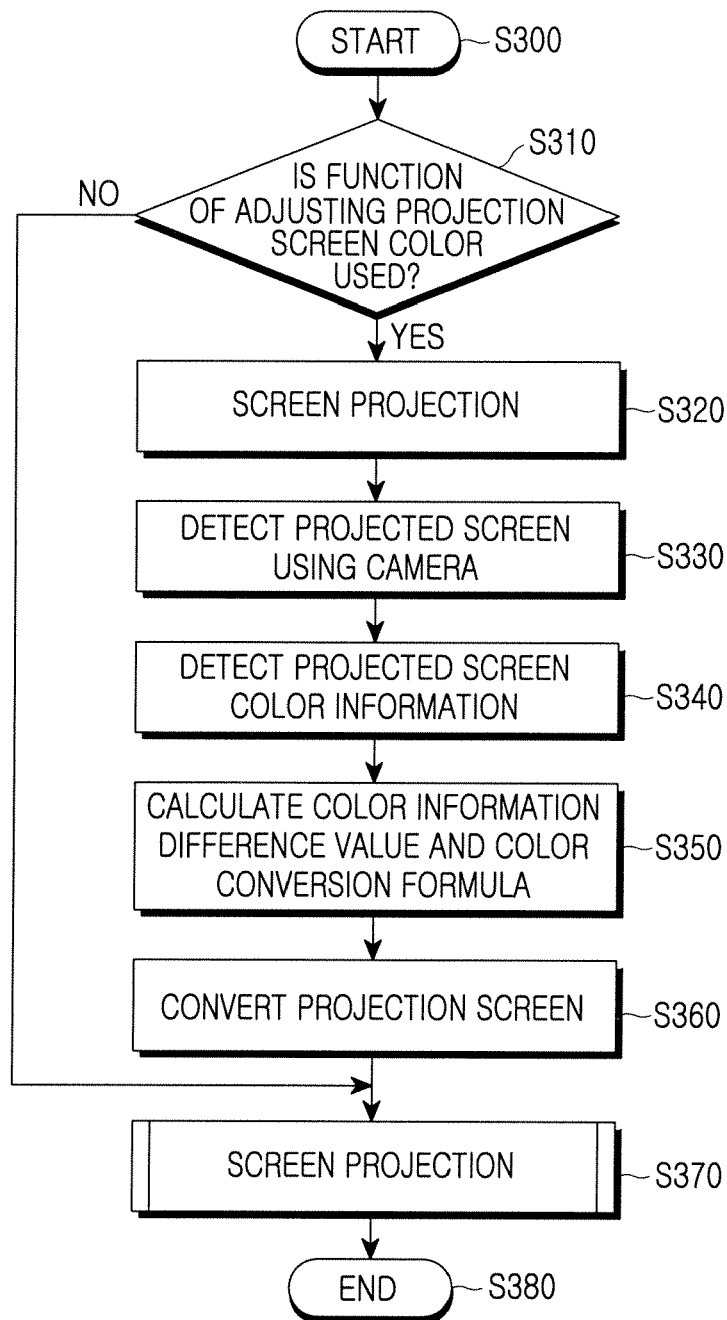 START
S300
IS FUNCTION
OF ADJUSTING PROJECTION
SCREEN COLOR
USED?
S310
NO
YES
SCREEN PROJECTION
S320
DETECT PROJECTED SCREEN
USING CAMERA
S330
DETECT PROJECTED SCREEN
COLOR INFORMATION
S340
CALCULATE COLOR INFORMATION
DIFFERENCE VALUE AND COLOR
CONVERSION FORMULA
S350
CONVERT PROJECTION SCREEN
S360
SCREEN PROJECTION
S370
END
S380